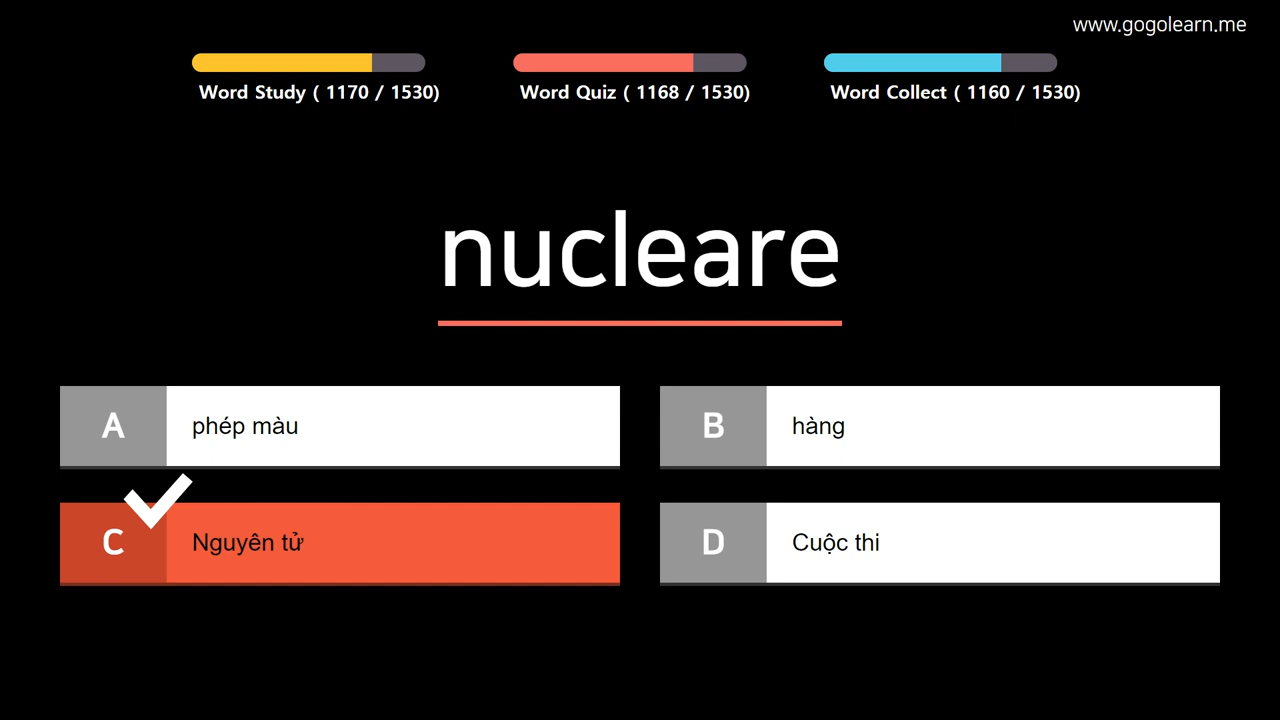 www.gogolearn.me
Word Study ( 1170 / 1530)
Word Quiz ( 1168 / 1530)
Word Collect ( 1160 / 1530)
nucleare
A phép màu
B hàng
C Nguyên tử
D Cuộc thi